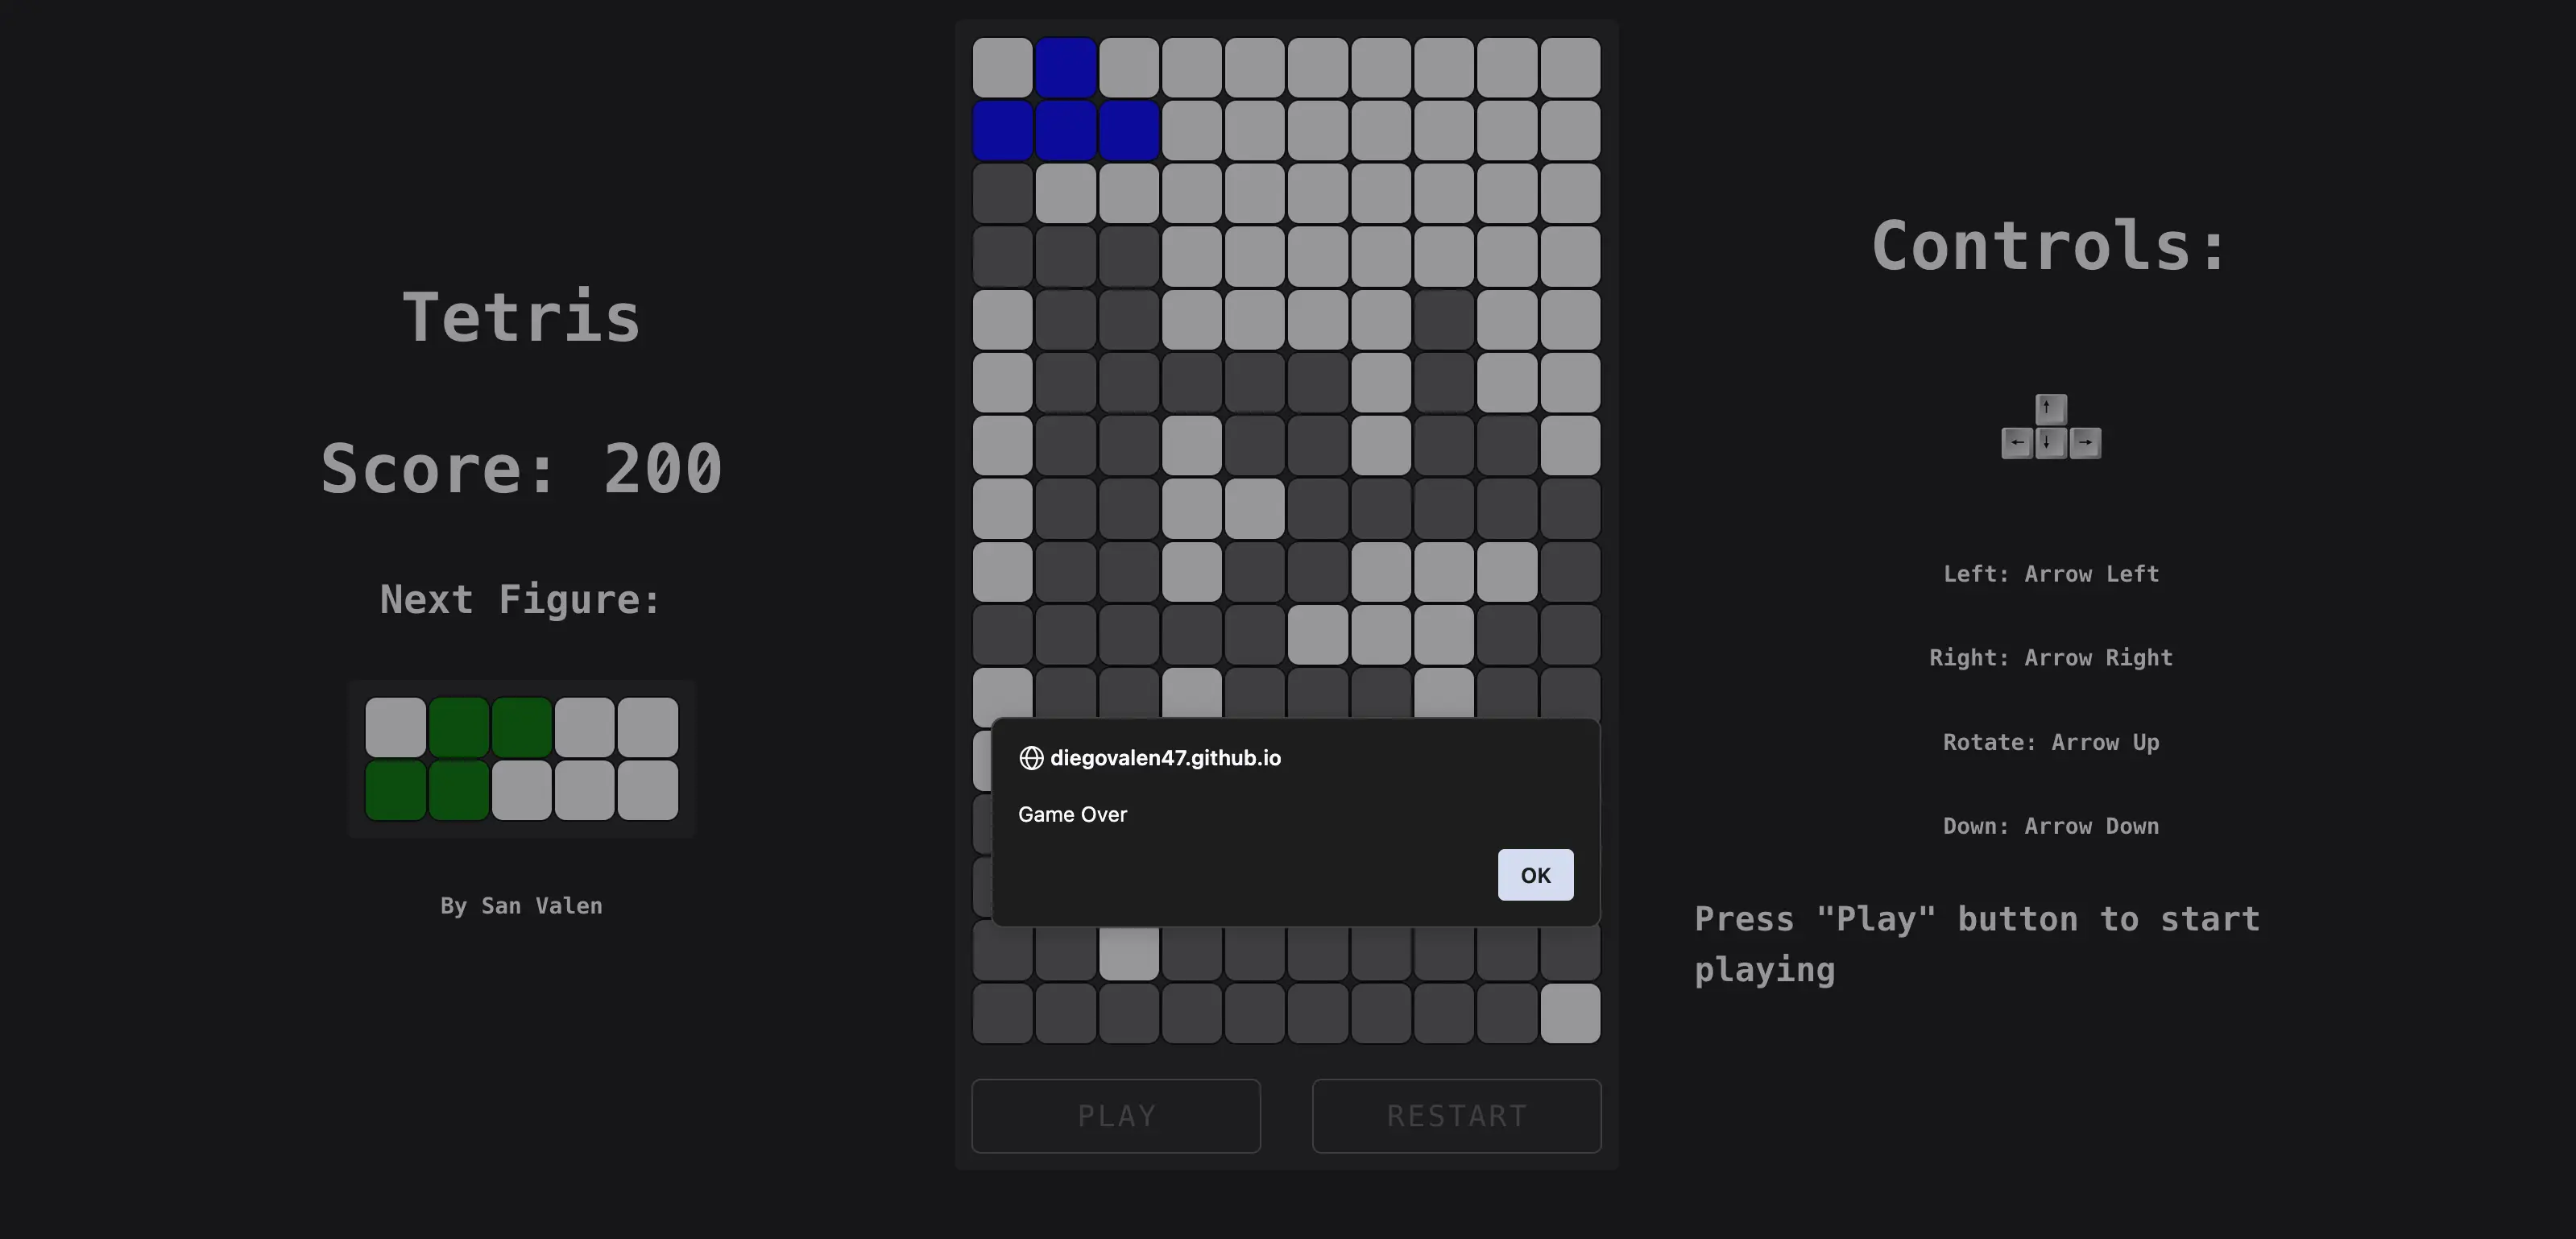 Tetris
Score: 200
Next Figure:
By San Valen
diegovalen47.github.io
Game Over
OK
PLAY
RESTART
Controls:
↑
← ↓ →
Left: Arrow Left
Right: Arrow Right
Rotate: Arrow Up
Down: Arrow Down
Press "Play" button to start
playing